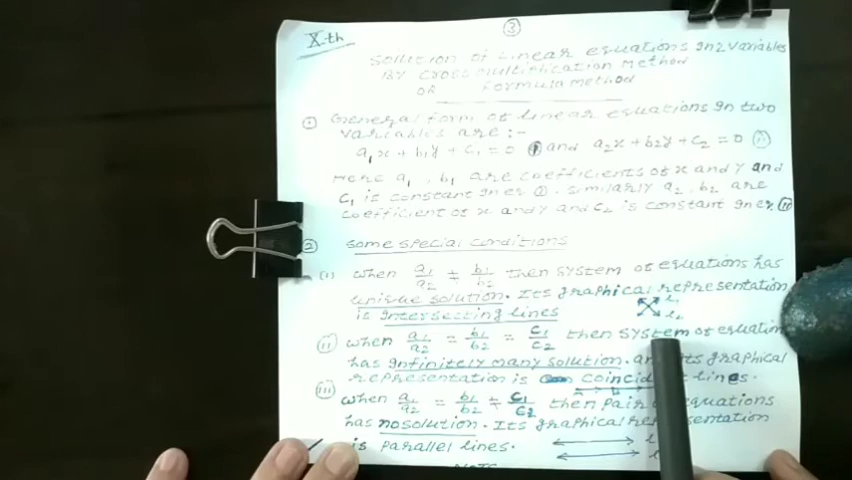 ③
X-th
Solution of Linear equations in 2 variables
By cross multiplication method
OR Formula method
① General form of linear equations in two
variables are :-
a₁x + b₁y + c₁ = 0 ① and a₂x + b₂y + c₂ = 0 (ii)
Here a₁, b₁ are coefficients of x and y and
c₁ is constant in eq ①. similarly a₂, b₂ are
coefficient of x and y and c₂ is constant in eq. (ii)
② some special conditions
(i) when a₁/a₂ ≠ b₁/b₂ then system of equations has
unique solution. Its graphical representation
is intersecting lines l₁ l₂
(ii) when a₁/a₂ = b₁/b₂ = c₁/c₂ then system of equation
has infinitely many solution. graphical
representation is lines.
(iii) when a₁/a₂ = b₁/b₂ ≠ c₁/c₂ then pair equations
has no solution. Its graphical representation
is parallel lines.